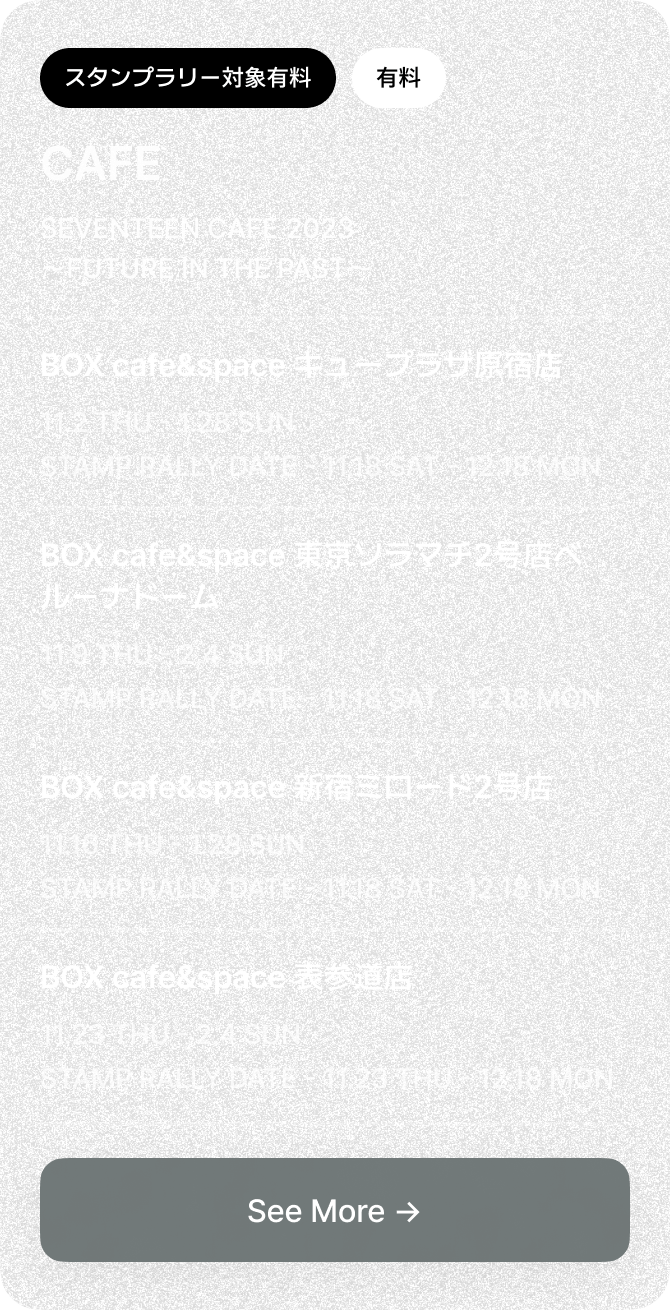 スタンプラリー対象有料
有料
CAFE
SEVENTEEN CAFE 2023
～FUTURE IN THE PAST～
BOX cafe&space キュープラザ原宿店
11.2 THU - 1.28 SUN
STAMP RALLY DATE - 11.18 SAT - 12.18 MON
BOX cafe&space 東京ソラマチ2号店ベ
ルーナドーム
11.9 THU - 2.4 SUN
STAMP RALLY DATE - 11.18 SAT - 12.18 MON
BOX cafe&space 新宿ミロード2号店
11.16 THU - 1.28 SUN
STAMP RALLY DATE - 11.18 SAT - 12.18 MON
BOX cafe&space 表参道店
11.23 THU - 2.4 SUN
STAMP RALLY DATE - 11.23 THU - 12.18 MON
See More →